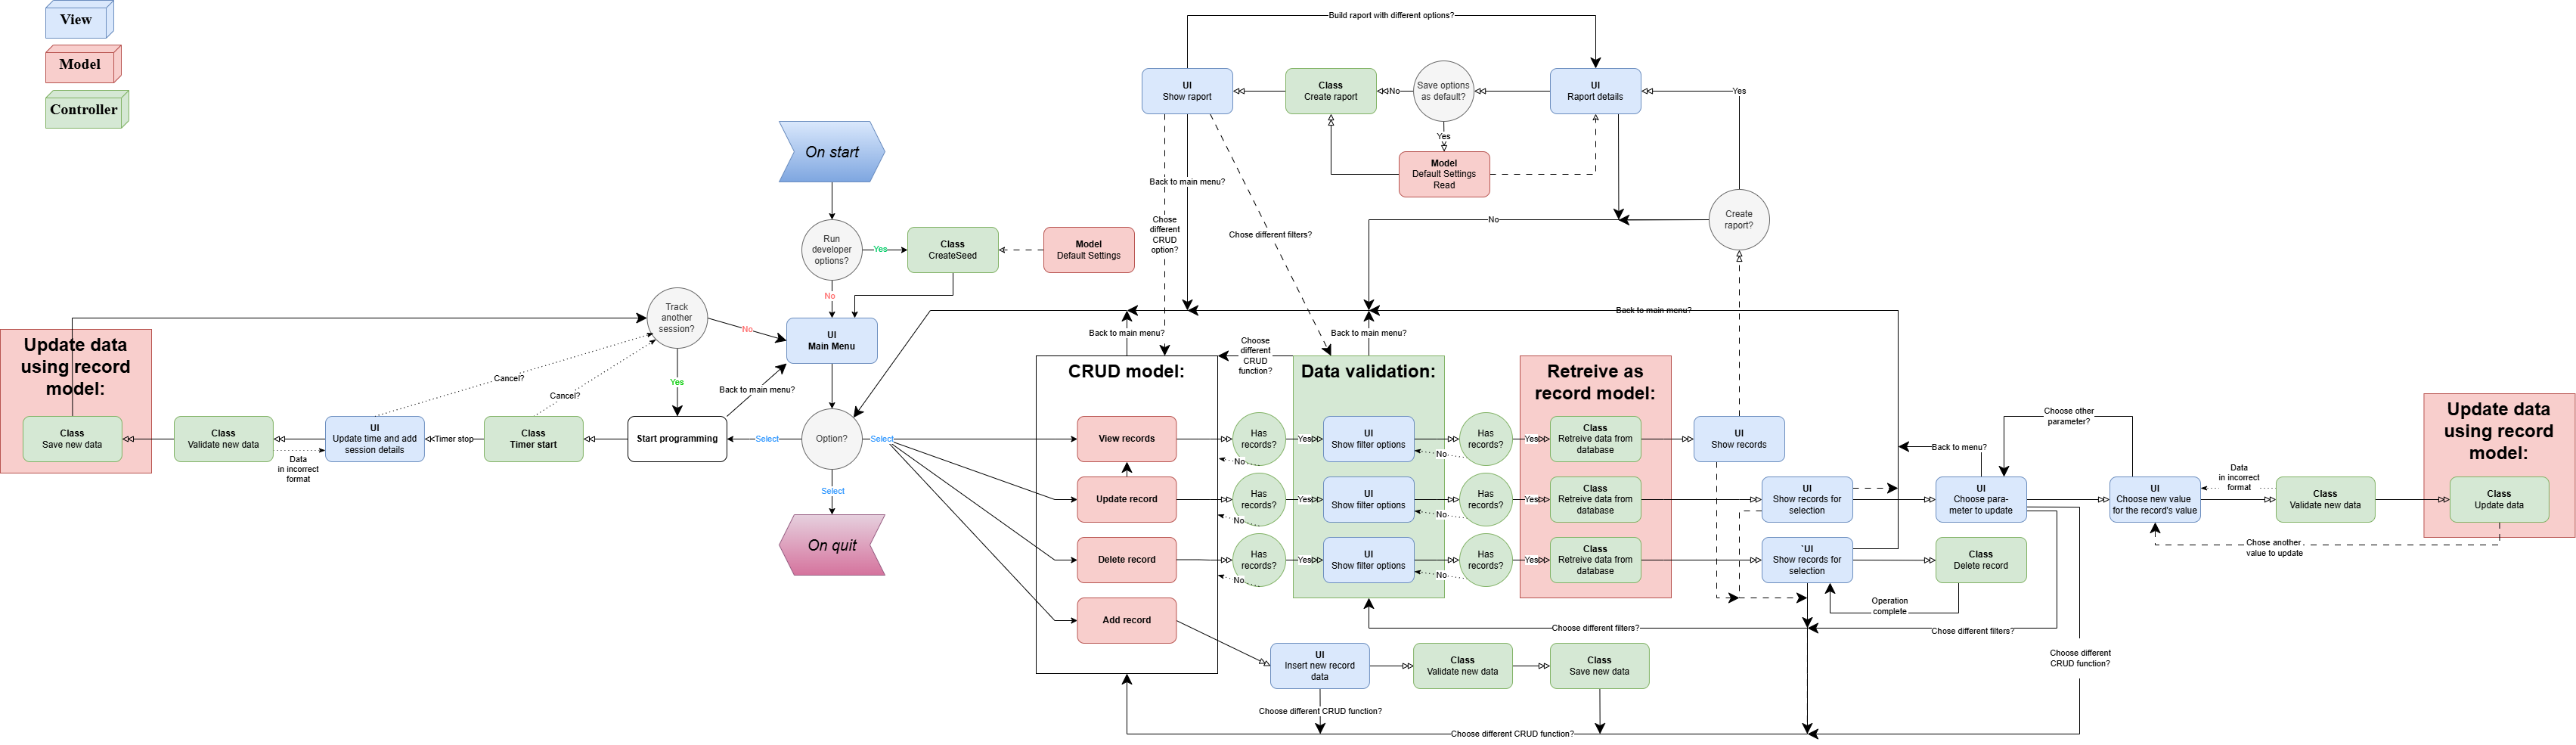 View
Model
Controller
Build raport with different options?
UI
Show raport
Class
Create raport
No
Save options
as default?
UI
Raport details
Yes
Yes
Model
Default Settings
Read
On start
Back to main menu?
Chose
different
CRUD
option?
Chose different filters?
No
Create
raport?
Run
developer
options?
Yes
Class
CreateSeed
Model
Default Settings
No
Track
another
session?
No
UI
Main Menu
Back to main menu?
Back to main menu?
Back to main menu?
Update data
using record
model:
Cancel?
Cancel?
Yes
Back to main menu?
Choose
different
CRUD
function?
CRUD model:
Data validation:
Retreive as
record model:
Class
Save new data
Class
Validate new data
Data
in incorrect
format
UI
Update time and add
session details
Timer stop
Class
Timer start
Start programming
Select
Option?
Select
Select
On quit
View records
Has
records?
No
Yes
UI
Show filter options
Has
records?
No
Yes
Class
Retreive data from
database
UI
Show records
Update record
Has
records?
No
Yes
UI
Show filter options
Has
records?
No
Yes
Class
Retreive data from
database
UI
Show records for
selection
Back to menu?
UI
Choose para-
meter to update
Choose other
parameter?
UI
Choose new value
for the record's value
Data
in incorrect
format
Class
Validate new data
Update data
using record
model:
Class
Update data
Chose another
value to update
Delete record
Has
records?
No
Yes
UI
Show filter options
Has
records?
No
Yes
Class
Retreive data from
database
`UI
Show records for
selection
Class
Delete record
Operation
complete
Add record
Choose different filters?
Chose different filters?
UI
Insert new record
data
Class
Validate new data
Class
Save new data
Choose different
CRUD function?
Choose different CRUD function?
Choose different CRUD function?